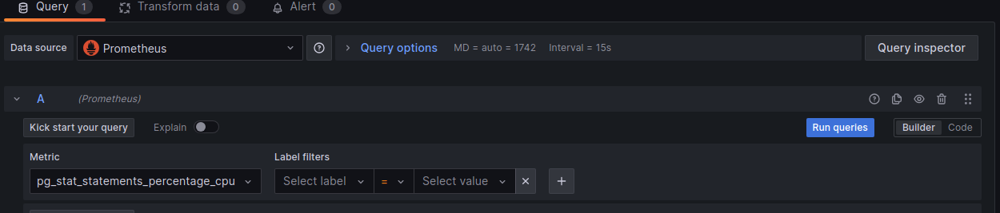 Query 1 Transform data 0 Alert 0
Data source Prometheus Query options MD = auto = 1742 Interval = 15s Query inspector
A (Prometheus)
Kick start your query Explain Run queries Builder Code
Metric Label filters
pg_stat_statements_percentage_cpu Select label = Select value